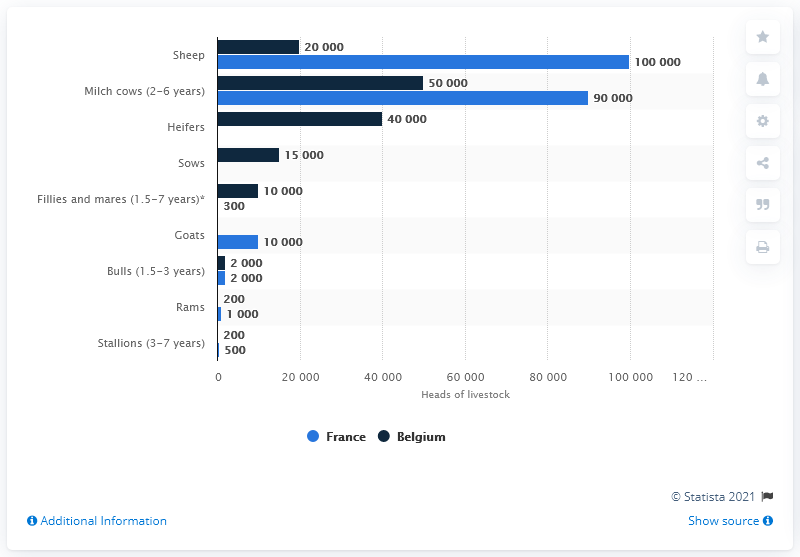 Sheep
20 000
100 000
Milch cows (2-6 years)
50 000
90 000
Heifers
40 000
Sows
15 000
Fillies and mares (1.5-7 years)*
10 000
300
Goats
10 000
Bulls (1.5-3 years)
2 000
2 000
Rams
200
1 000
Stallions (3-7 years)
200
500
0 20 000 40 000 60 000 80 000 100 000 120 ...
Heads of livestock
France Belgium
© Statista 2021
Additional Information Show source